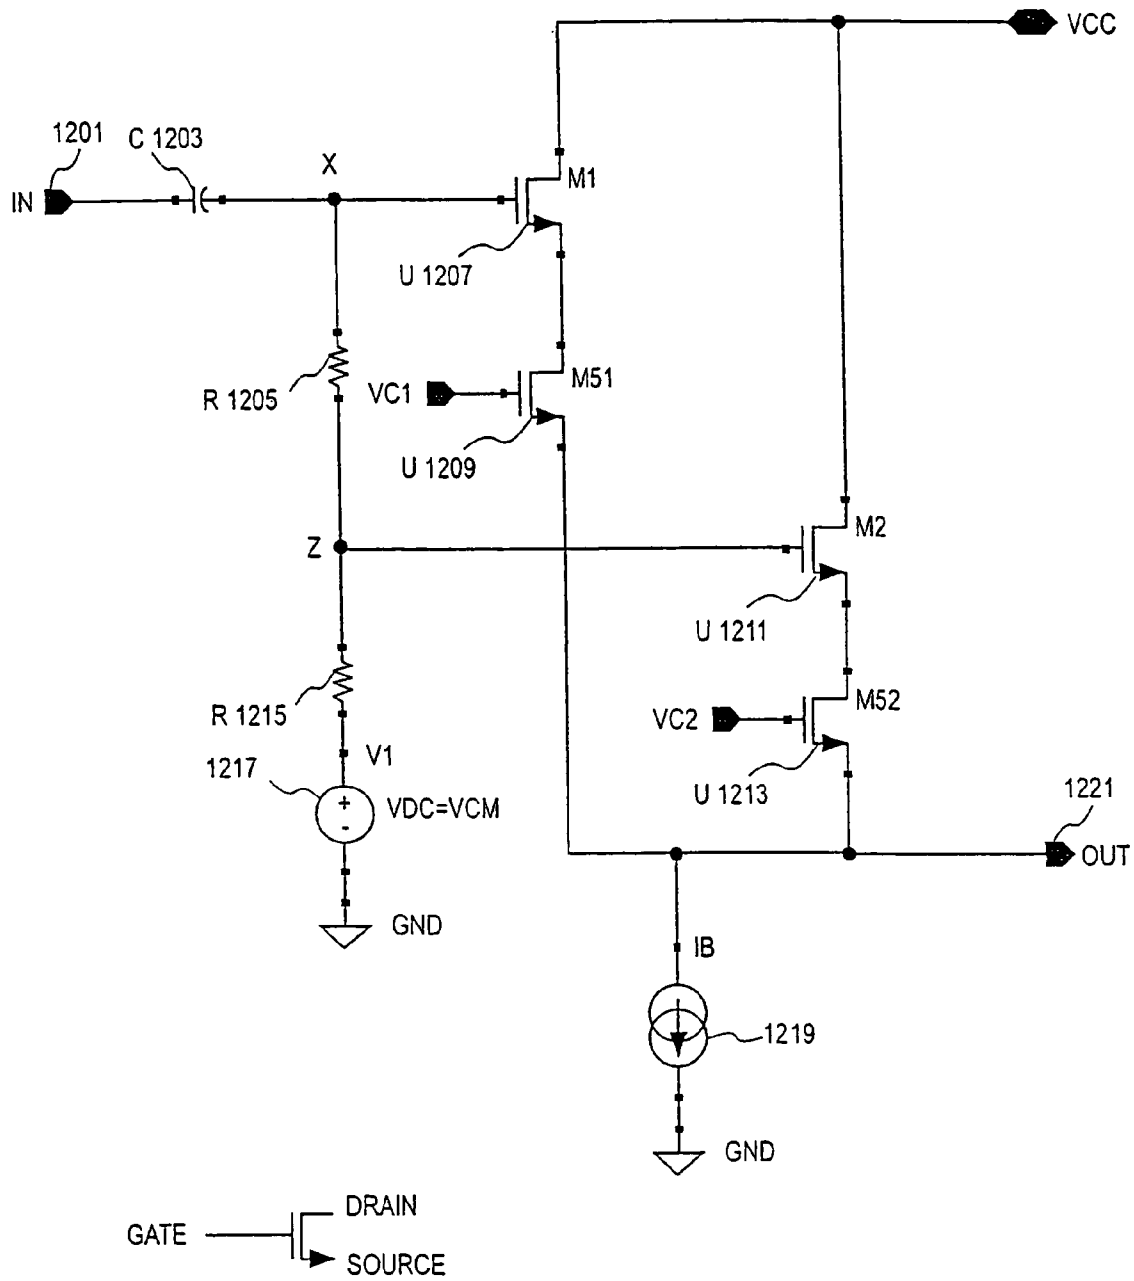 VCC
1201
C 1203
X
IN
M1
U 1207
M51
VC1
R 1205
U 1209
M2
Z
U 1211
M52
VC2
R 1215
V1
1217
VDC=VCM
U 1213
1221
OUT
GND
IB
1219
GND
DRAIN
GATE
SOURCE